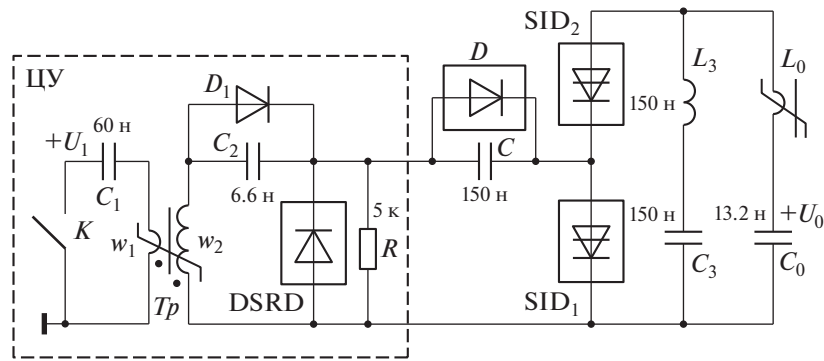 ЦУ
+U₁
60 н
C₁
K
w₁
Tp
w₂
D₁
C₂
6.6 н
DSRD
5 к
R
D
C
150 н
SID₂
SID₁
L₃
150 н
150 н
C₃
L₀
13.2 н
+U₀
C₀